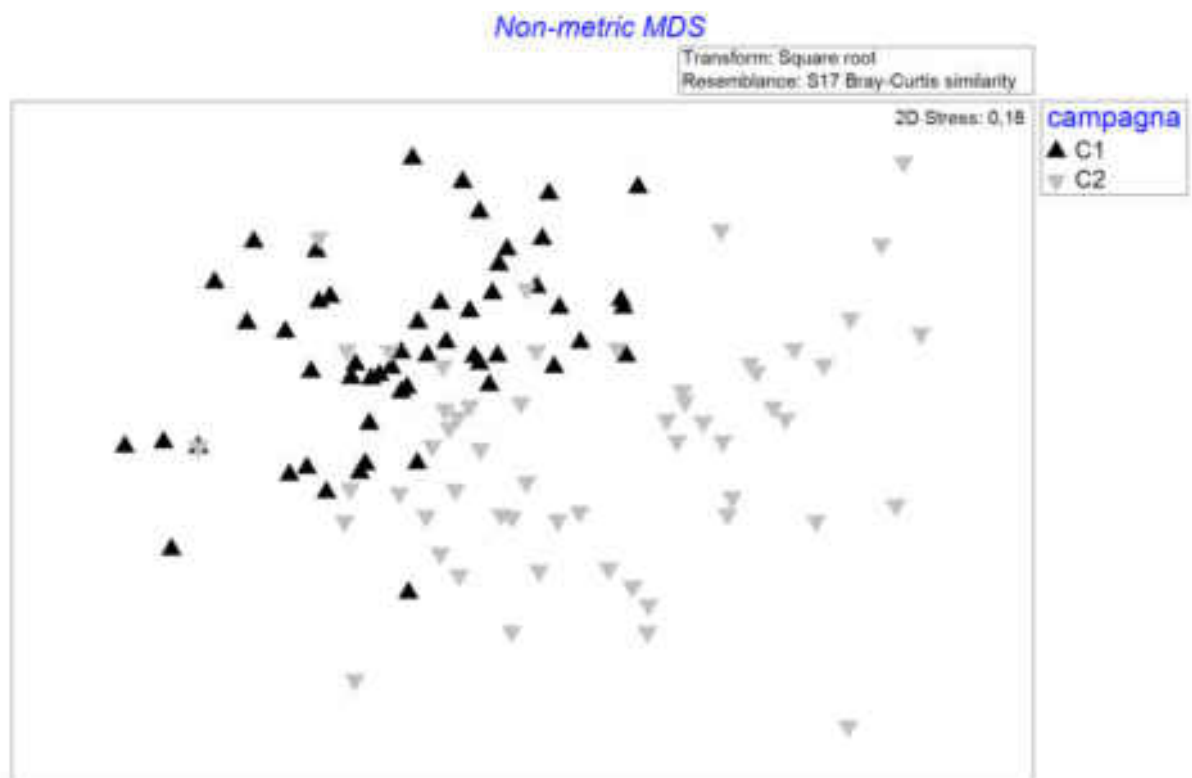 Non-metric MDS
Transform: Square root
Resemblance: S17 Bray-Curtis similarity
2D Stress: 0,18
campagna
C1
C2